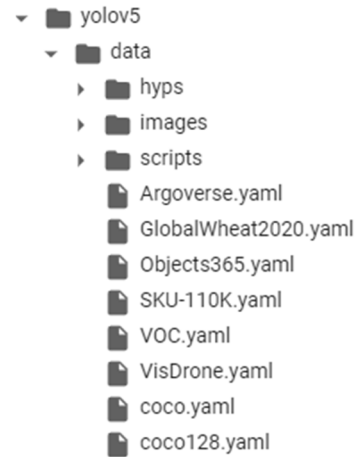 yolov5
data
hyps
images
scripts
Argoverse.yaml
GlobalWheat2020.yaml
Objects365.yaml
SKU-110K.yaml
VOC.yaml
VisDrone.yaml
coco.yaml
coco128.yaml